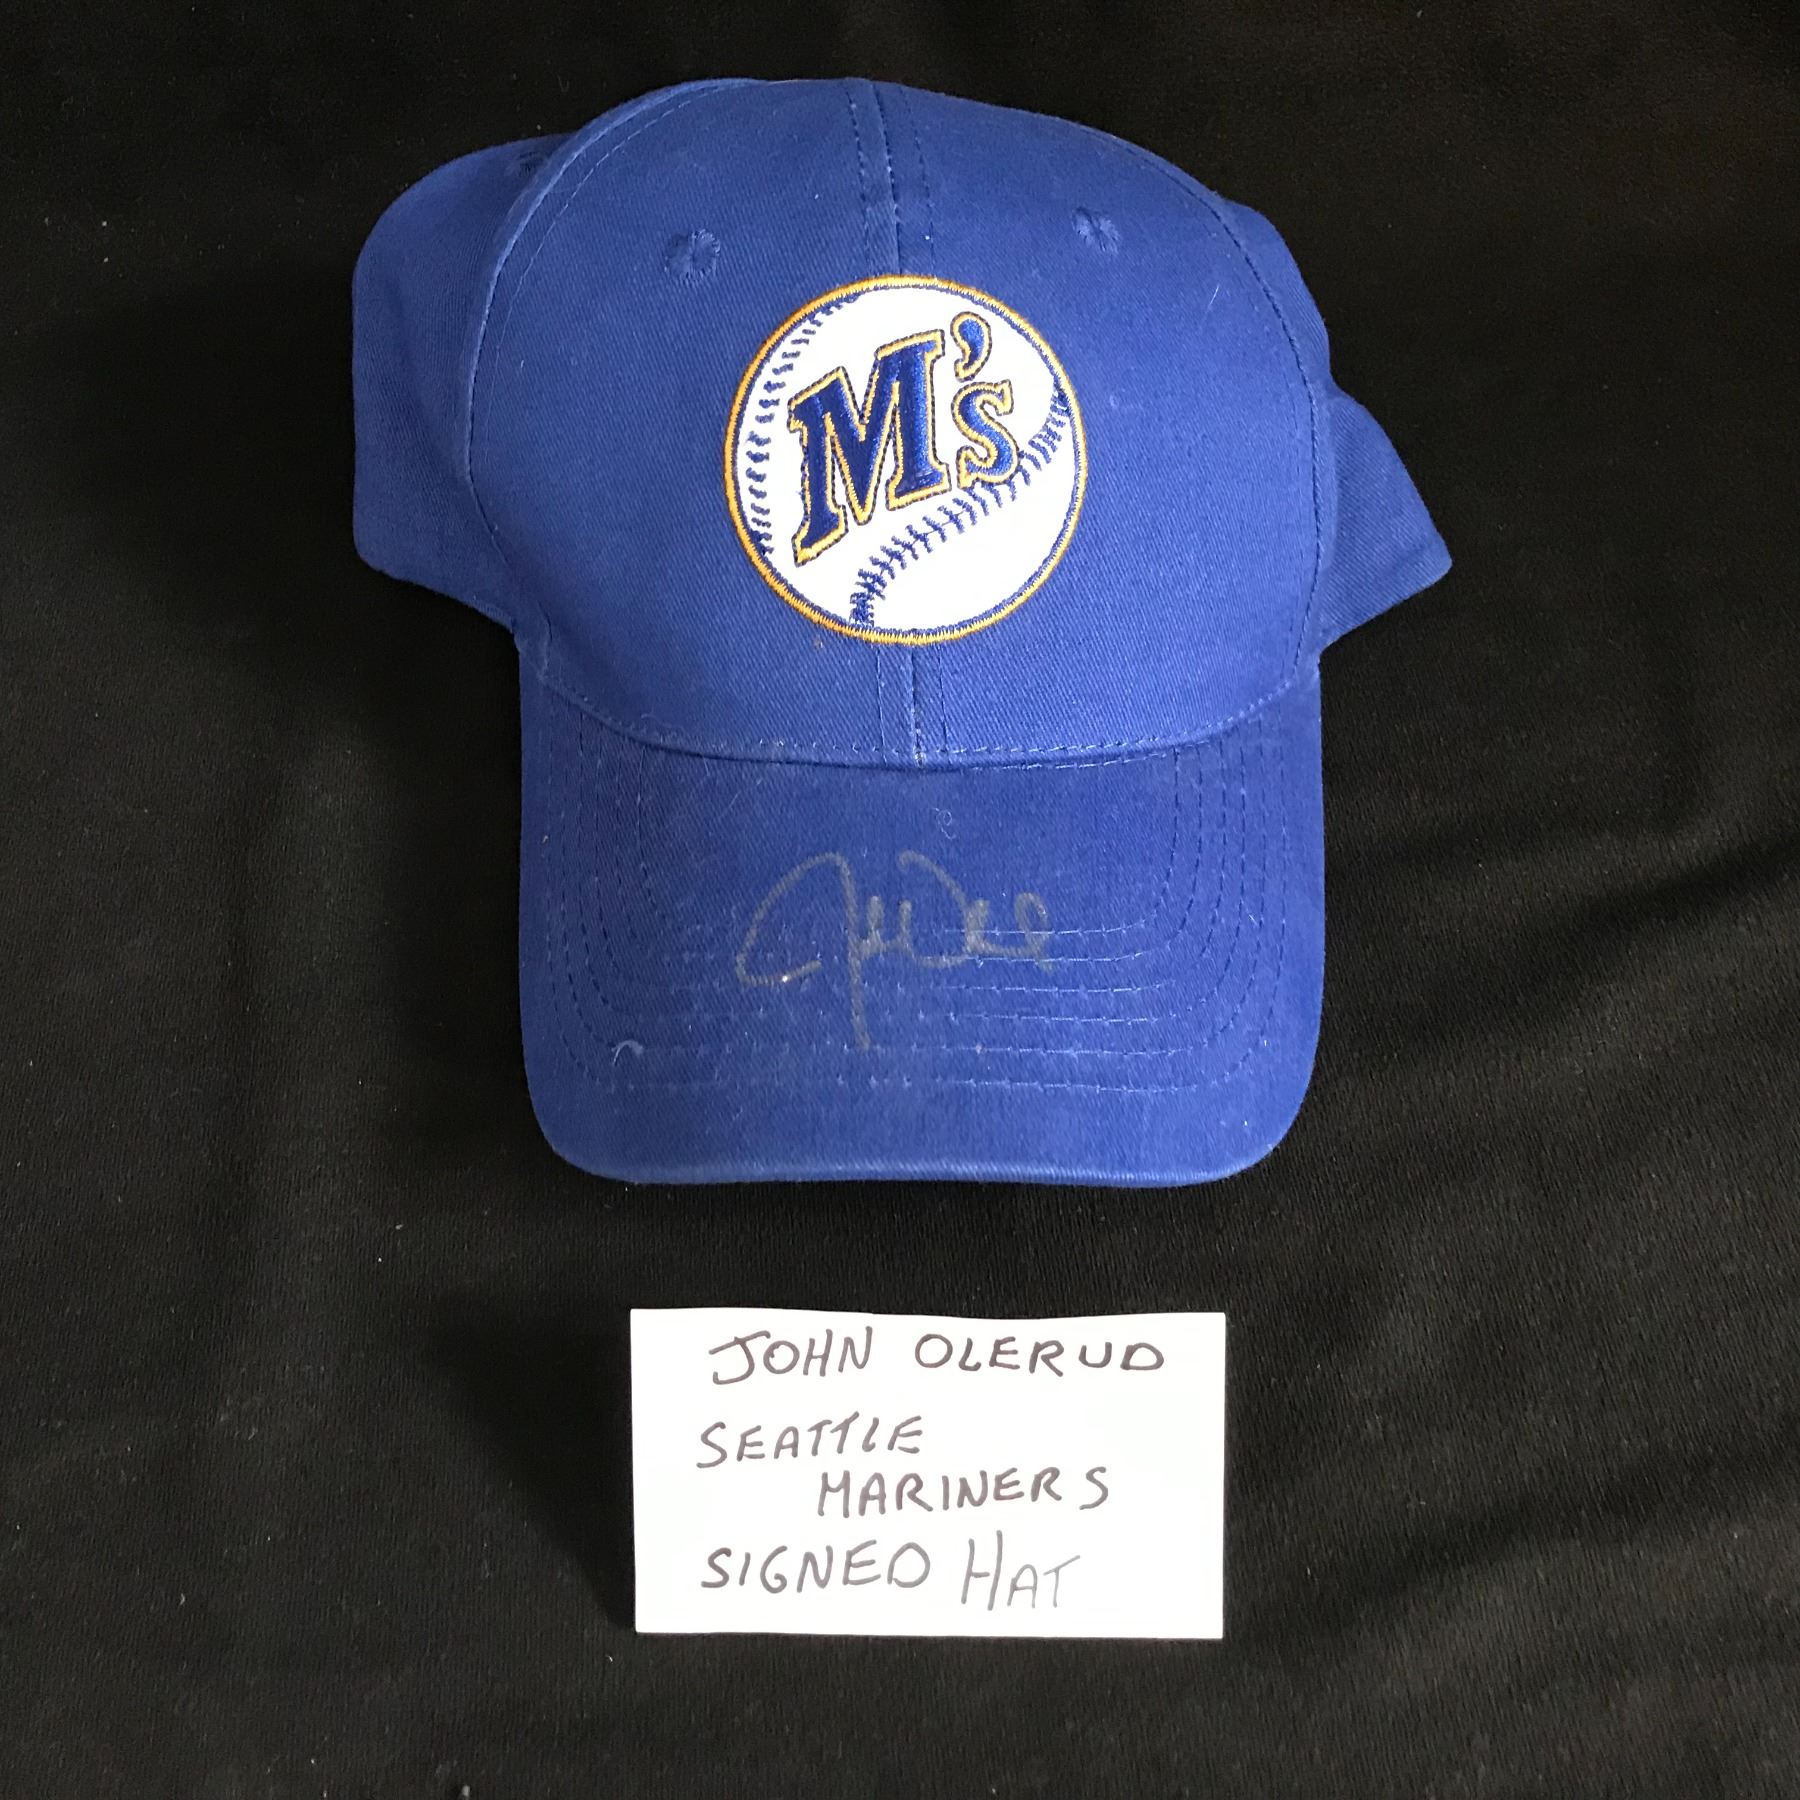 M's
JOHN OLERUD
SEATTLE
MARINERS
SIGNED HAT